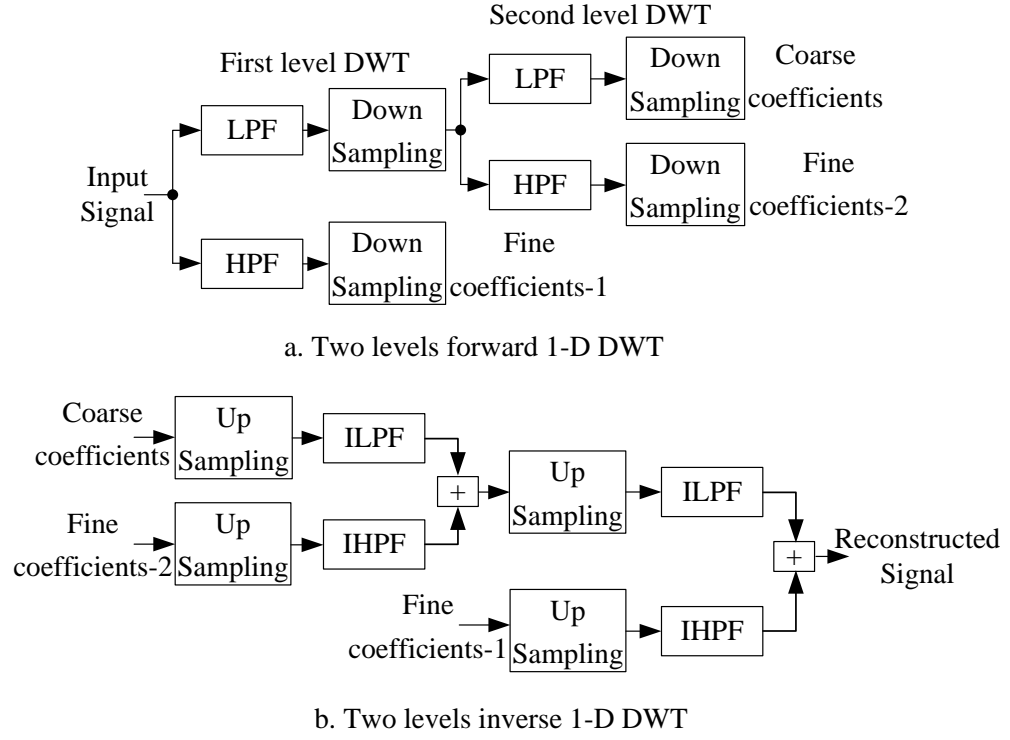 Second level DWT
First level DWT
LPF
Down
Sampling
Coarse
coefficients
LPF
Down
Sampling
Input
Signal
HPF
Down
Sampling
Fine
coefficients-2
HPF
Down
Sampling
Fine
coefficients-1
a. Two levels forward 1-D DWT
Coarse
coefficients
Up
Sampling
ILPF
+
Up
Sampling
ILPF
Fine
coefficients-2
Up
Sampling
IHPF
+
Reconstructed
Signal
Fine
coefficients-1
Up
Sampling
IHPF
b. Two levels inverse 1-D DWT